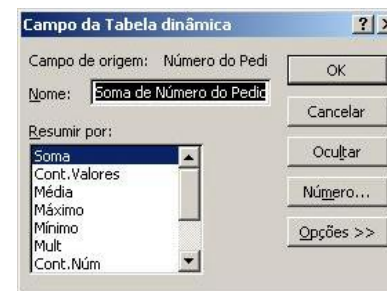 Campo da Tabela dinâmica
Campo de origem: Número do Pedi
OK
Nome: Soma de Número do Pedid
Cancelar
Resumir por:
Soma
Ocultar
Cont.Valores
Média
Número...
Máximo
Mínimo
Opções >>
Mult
Cont.Núm